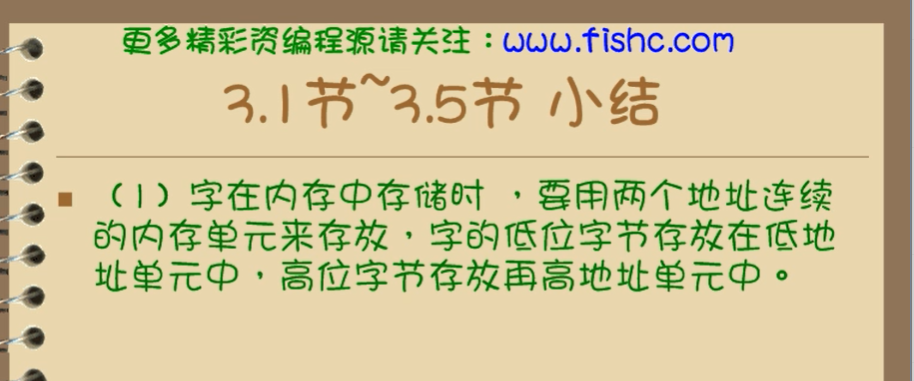 更多精彩资编程源请关注：www.fishc.com
3.1节~3.5节 小结
（1）字在内存中存储时 ，要用两个地址连续
的内存单元来存放，字的低位字节存放在低地
址单元中，高位字节存放再高地址单元中。